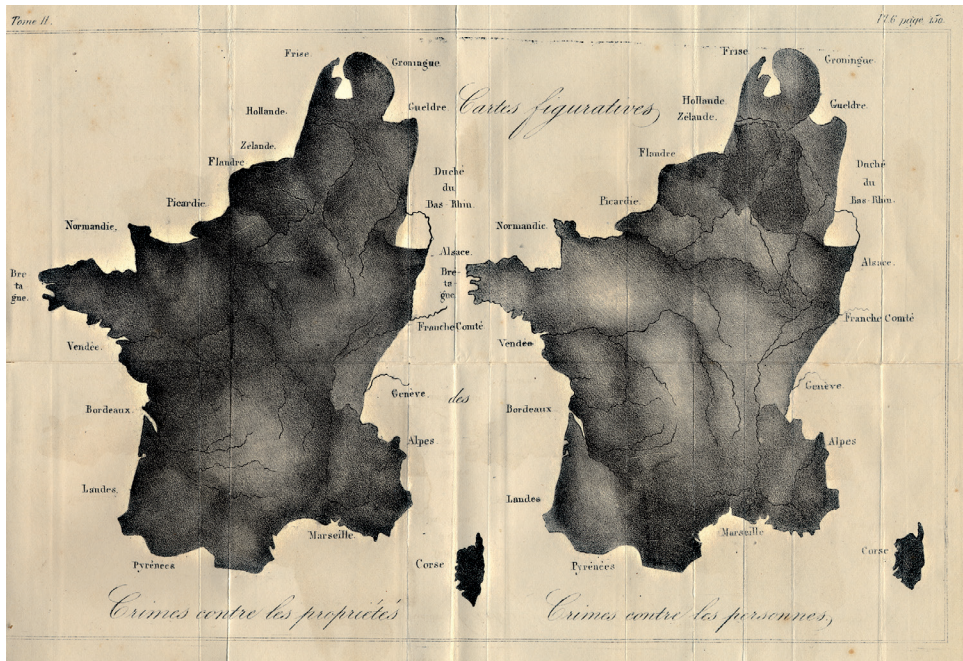 Tome II.
Pl.6 page 150.
Cartes figuratives
des
Frise.
Groningue.
Hollande.
Gueldre.
Zélande.
Flandre
Duché
du
Bas-Rhin.
Picardie.
Normandie.
Alsace.
Bre
ta
gne.
Franche Comté
Vendée.
Genève.
Bordeaux.
Alpes
Landes.
Marseille.
Pyrénées
Corse
Crimes contre les propriétés
Frise
Groningue.
Hollande.
Zélande.
Gueldre.
Flandre
Duché
du
Bas-Rhin.
Picardie.
Normandie.
Alsace.
Bre-
ta-
gne.
Franche Comté
Vendée
Genève.
Bordeaux.
Alpes
Landes
Marseille
Pyrénées
Corse
Crimes contre les personnes,